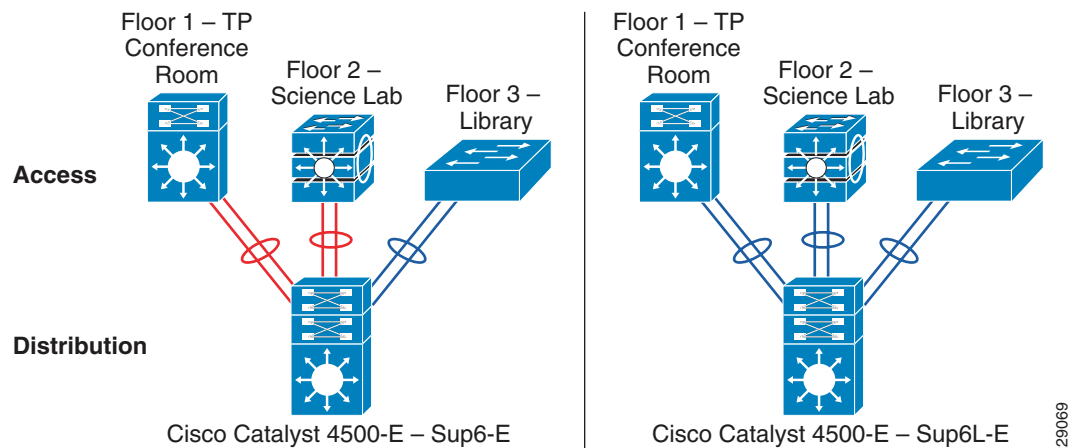 Floor 1 – TP
Conference
Room
Floor 2 –
Science Lab
Floor 3 –
Library
Access
Distribution
Cisco Catalyst 4500-E – Sup6-E
Floor 1 – TP
Conference
Room
Floor 2 –
Science Lab
Floor 3 –
Library
Cisco Catalyst 4500-E – Sup6L-E
29069